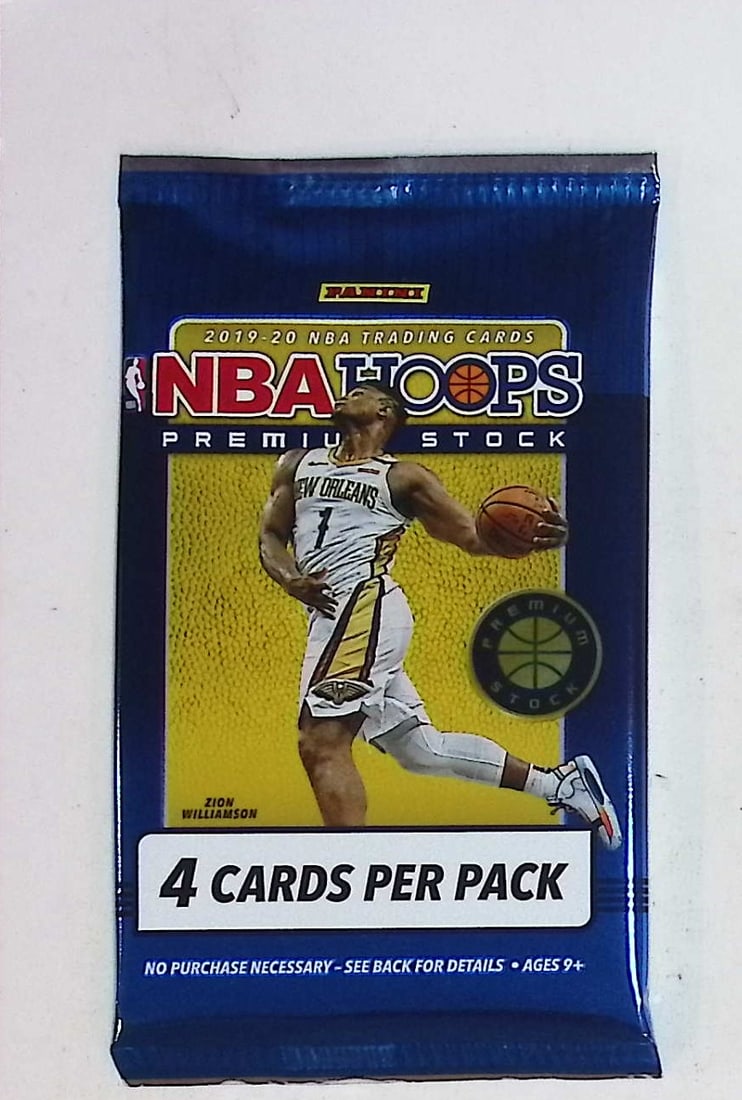 PANINI
2019-20 NBA TRADING CARDS
NBA HOOPS
PREMIU STOCK
NEW ORLEANS
1
PREMIUM
STOCK
ZION
WILLIAMSON
4 CARDS PER PACK
NO PURCHASE NECESSARY – SEE BACK FOR DETAILS • AGES 9+